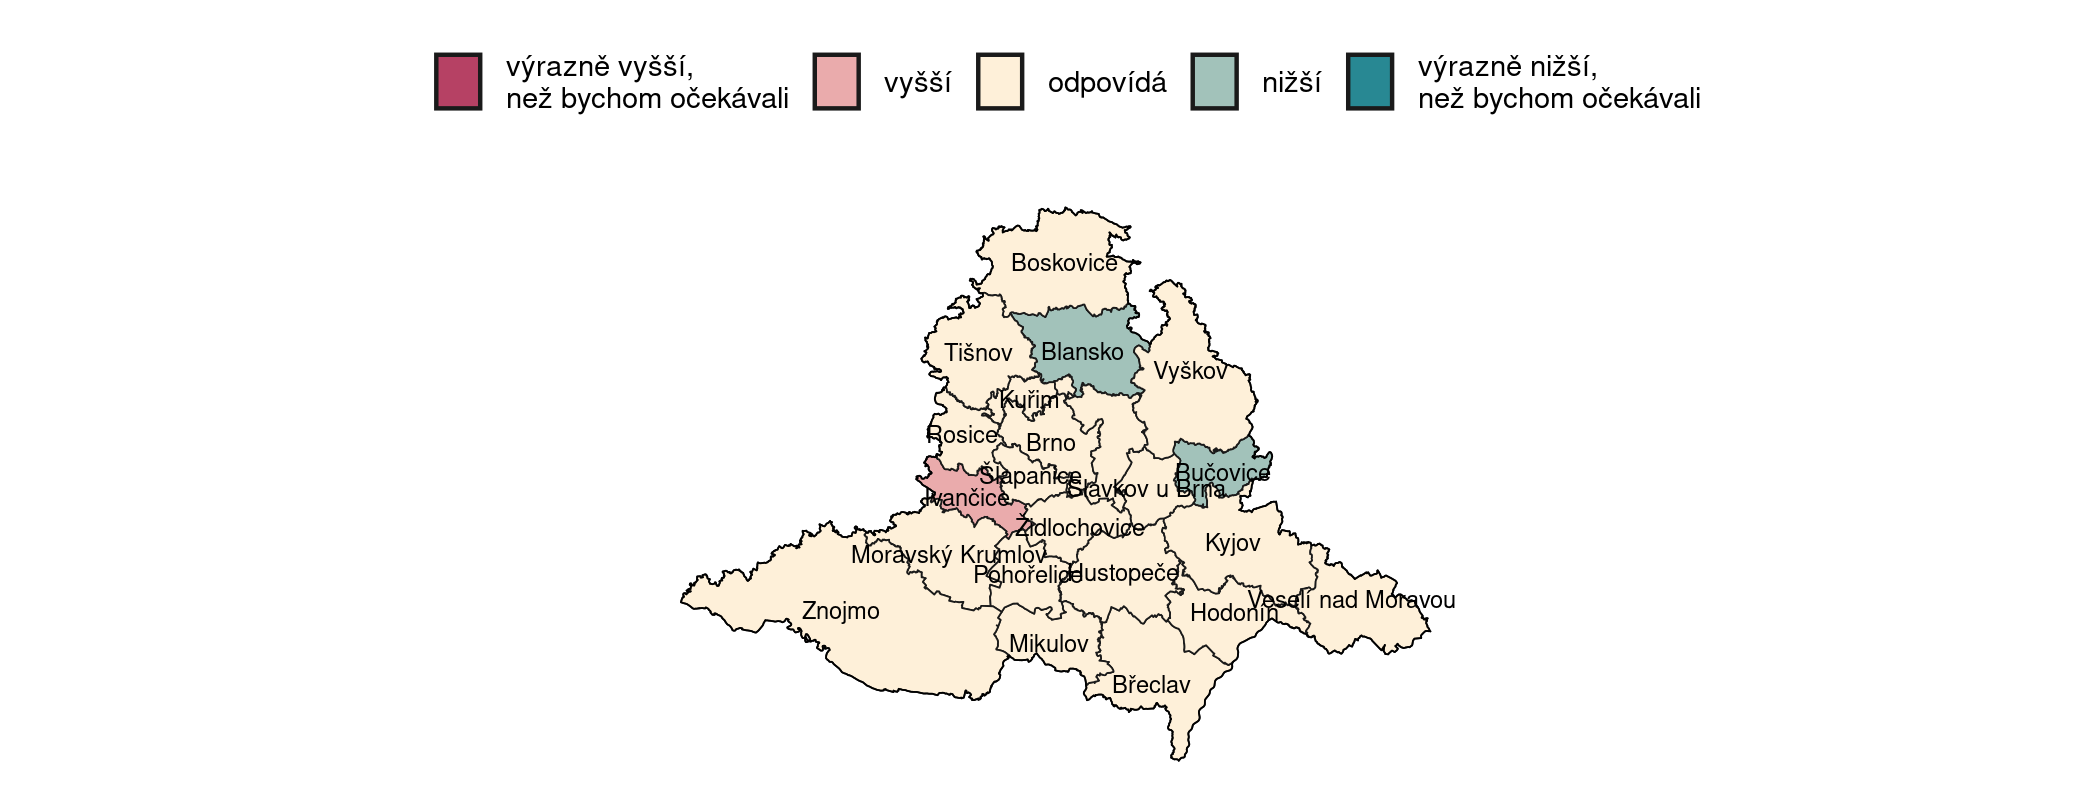 výrazně vyšší,
než bychom očekávali
vyšší
odpovídá
nižší
výrazně nižší,
než bychom očekávali
Boskovice
Tišnov
Blansko
Vyškov
Kuřim
Rosice
Brno
Šlapanice
Bučovice
Slavkov u Brna
Ivančice
Židlochovice
Kyjov
Moravský Krumlov
Pohořelice
Hustopeče
Veselí nad Moravou
Znojmo
Hodonín
Mikulov
Břeclav